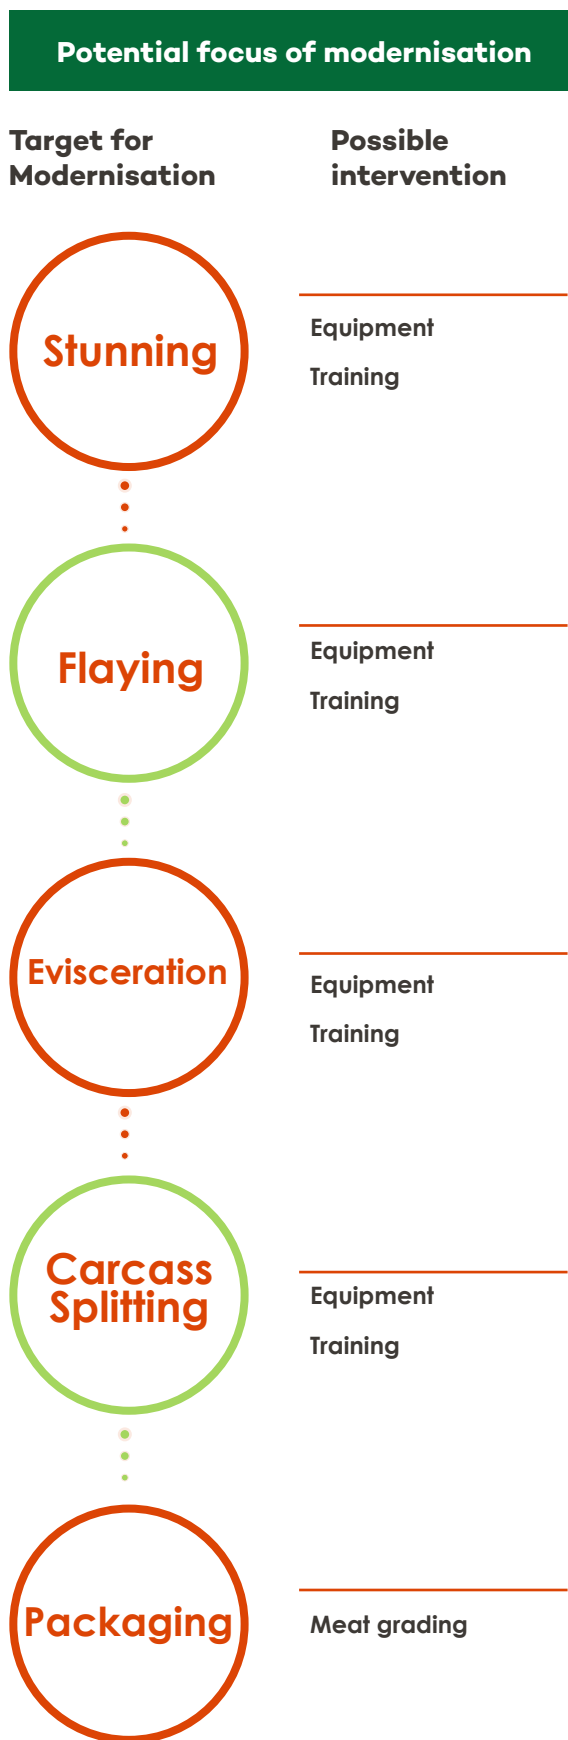 Potential focus of modernisation
Target for
Modernisation
Possible
intervention
Stunning
Equipment
Training
Flaying
Equipment
Training
Evisceration
Equipment
Training
Carcass
Splitting
Equipment
Training
Packaging
Meat grading